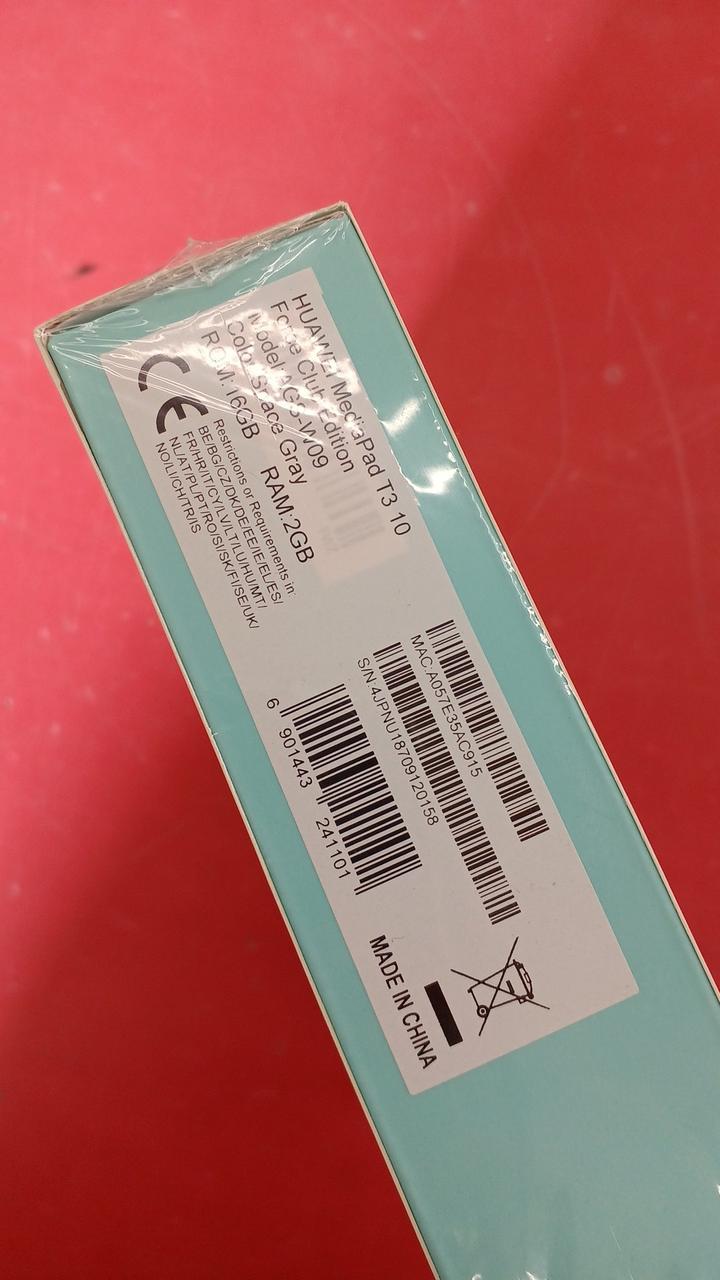 HUAWEI MediaPad T3 10
Force Club Edition
Model: AGS-W09
Color: Space Gray
ROM: 16GB RAM: 2GB
CE
Restrictions or Requirements in:
BE/BG/CZ/DK/DE/EE/IE/EL/ES/
FR/HR/IT/CY/LV/LT/LU/HU/MT/
NL/AT/PL/PT/RO/SI/SK/FI/SE/UK/
NO/LI/CH/TR/IS
MAC: A057E35AC915
S/N: 4JPNU18709120158
6 901443 241101
MADE IN CHINA